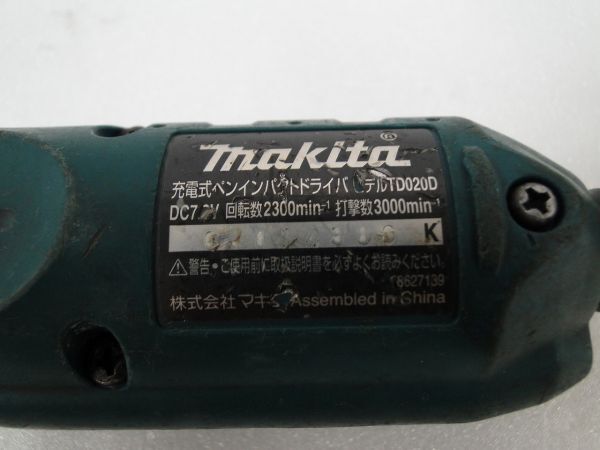 makita®
充電式ペンインパクトドライバ デルTD020D
回転数2300min-¹ 打撃数3000min-¹
K
⚠警告・ご使用前に取扱説明書を必ずよくお読みください。
8627139
株式会社マキタ Assembled in China